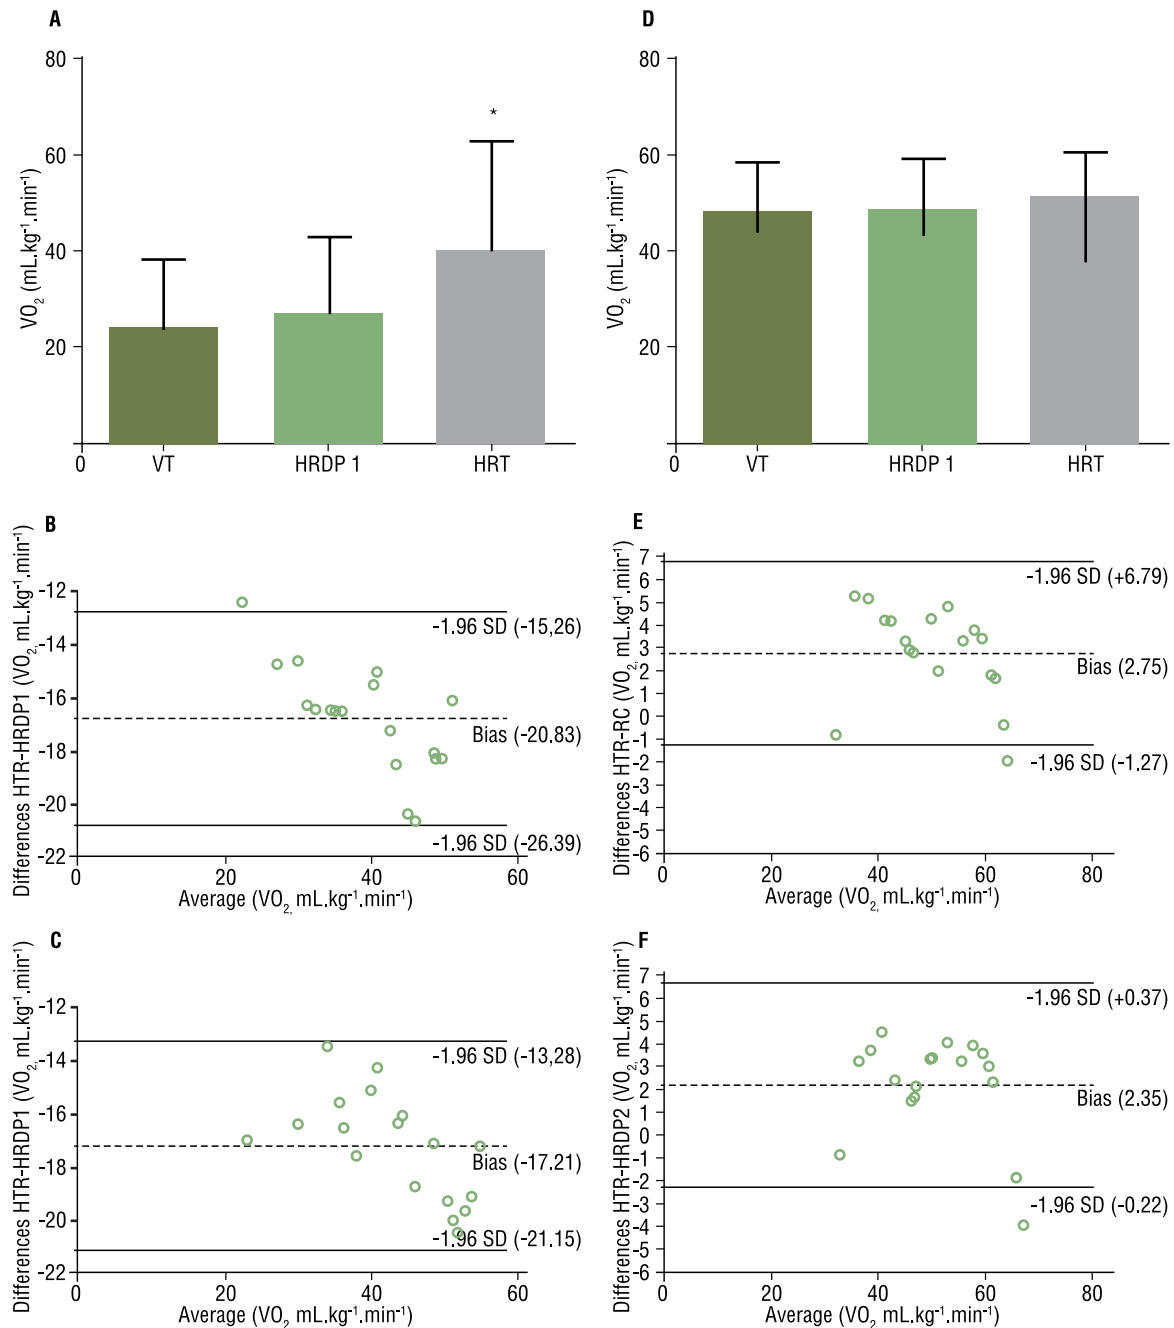 A
80
60
40
20
0
VO2 (mL.kg-1.min-1)
*
VT HRDP 1 HRT
D
80
60
40
20
0
VO2 (mL.kg-1.min-1)
VT HRDP 1 HRT
B
Differences HTR-HRDP1 (VO2, mL.kg-1.min-1)
-12
-14
-16
-18
-20
-22
-1.96 SD (-15,26)
Bias (-20.83)
-1.96 SD (-26.39)
0 20 40 60
Average (VO2, mL.kg-1.min-1)
E
Differences HTR-RC (VO2, mL.kg-1.min-1)
7
6
5
4
3
2
1
0
-1
-2
-3
-4
-5
-6
-1.96 SD (+6.79)
Bias (2.75)
-1.96 SD (-1.27)
0 20 40 60 80
Average (VO2, mL.kg-1.min-1)
C
Differences HTR-HRDP1 (VO2, mL.kg-1.min-1)
-12
-14
-16
-18
-20
-22
-1.96 SD (-13,28)
Bias (-17.21)
-1.96 SD (-21.15)
0 20 40 60
Average (VO2, mL.kg-1.min-1)
F
Differences HTR-HRDP2 (VO2, mL.kg-1.min-1)
7
6
5
4
3
2
1
0
-1
-2
-3
-4
-5
-6
-1.96 SD (+0.37)
Bias (2.35)
-1.96 SD (-0.22)
0 20 40 60 80
Average (VO2, mL.kg-1.min-1)